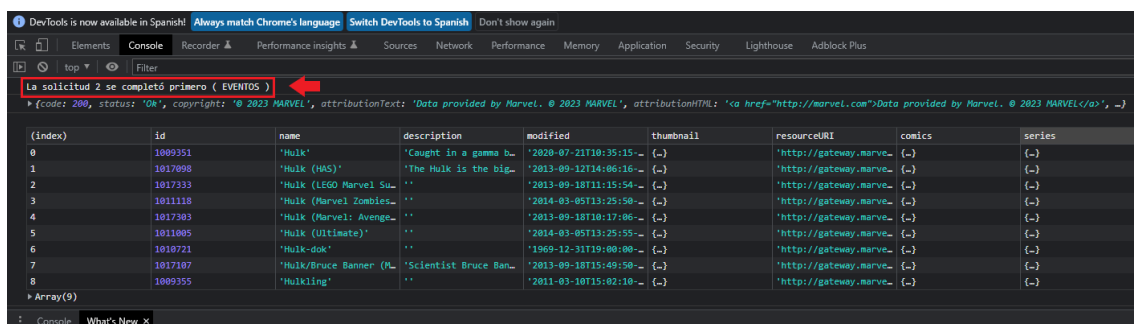 DevTools is now available in Spanish! Always match Chrome's language Switch DevTools to Spanish Don't show again
Elements Console Recorder Performance insights Sources Network Performance Memory Application Security Lighthouse Adblock Plus
top Filter
La solicitud 2 se completó primero ( EVENTOS )
{code: 200, status: 'Ok', copyright: '© 2023 MARVEL', attributionText: 'Data provided by Marvel. © 2023 MARVEL', attributionHTML: '<a href="http://marvel.com">Data provided by Marvel. © 2023 MARVEL</a>', …}
(index) id name description modified thumbnail resourceURI comics series
0 1009351 'Hulk' 'Caught in a gamma b… '2020-07-21T10:35:15-… {…} 'http://gateway.marve… {…} {…}
1 1017098 'Hulk (HAS)' 'The Hulk is the big… '2013-09-12T14:06:16-… {…} 'http://gateway.marve… {…} {…}
2 1017333 'Hulk (LEGO Marvel Su… '' '2013-09-18T11:15:54-… {…} 'http://gateway.marve… {…} {…}
3 1011118 'Hulk (Marvel Zombies… '' '2014-03-05T13:25:50-… {…} 'http://gateway.marve… {…} {…}
4 1017303 'Hulk (Marvel: Avenge… '' '2013-09-18T10:17:06-… {…} 'http://gateway.marve… {…} {…}
5 1011005 'Hulk (Ultimate)' '' '2014-03-05T13:25:55-… {…} 'http://gateway.marve… {…} {…}
6 1010721 'Hulk-dok' '' '1969-12-31T19:00:00-… {…} 'http://gateway.marve… {…} {…}
7 1017107 'Hulk/Bruce Banner (M… 'Scientist Bruce Ban… '2013-09-18T15:49:50-… {…} 'http://gateway.marve… {…} {…}
8 1009355 'Hulkling' '' '2011-03-10T15:02:10-… {…} 'http://gateway.marve… {…} {…}
Array(9)
Console What's New ×